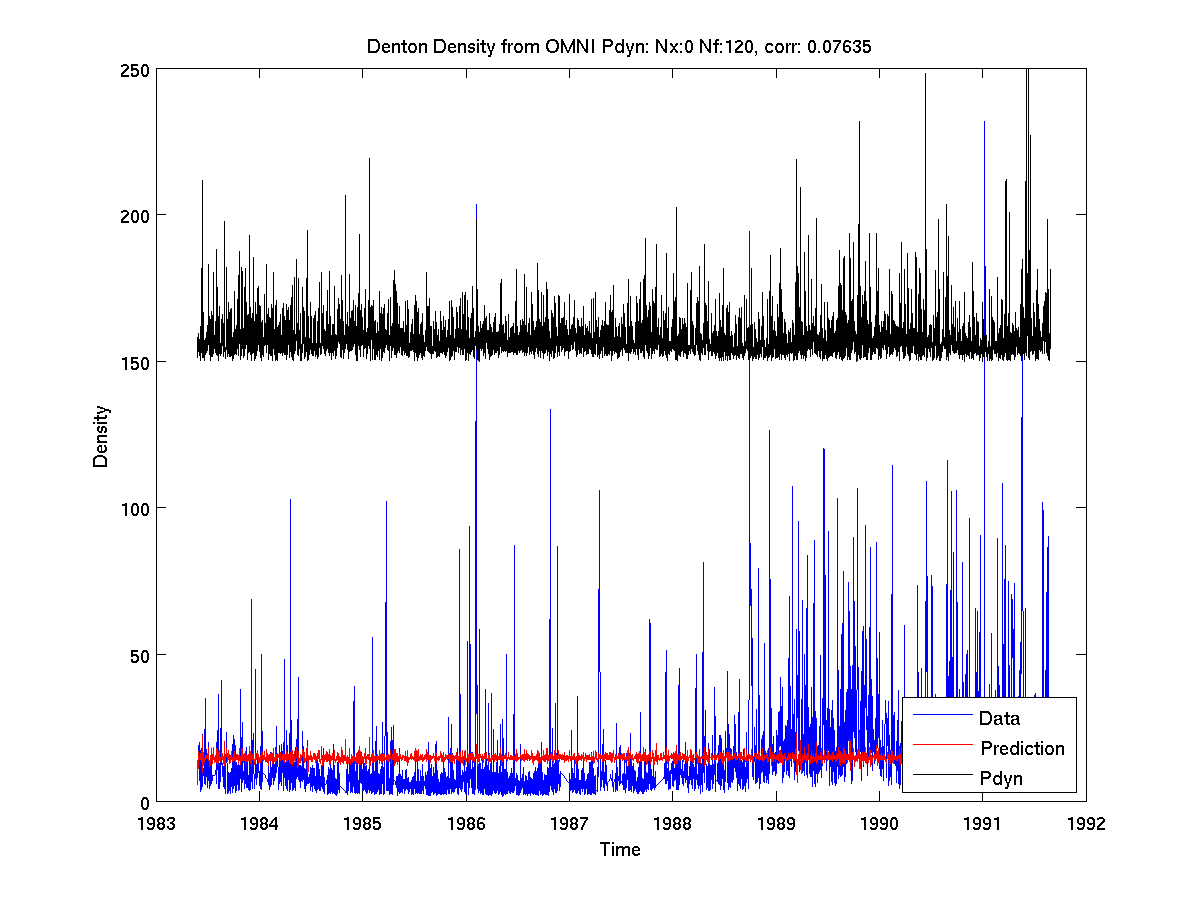 Denton Density from OMNI Pdyn: Nx:0 Nf:120, corr: 0.07635
250
200
150
100
50
0
Density
1983 1984 1985 1986 1987 1988 1989 1990 1991 1992
Time
Data
Prediction
Pdyn